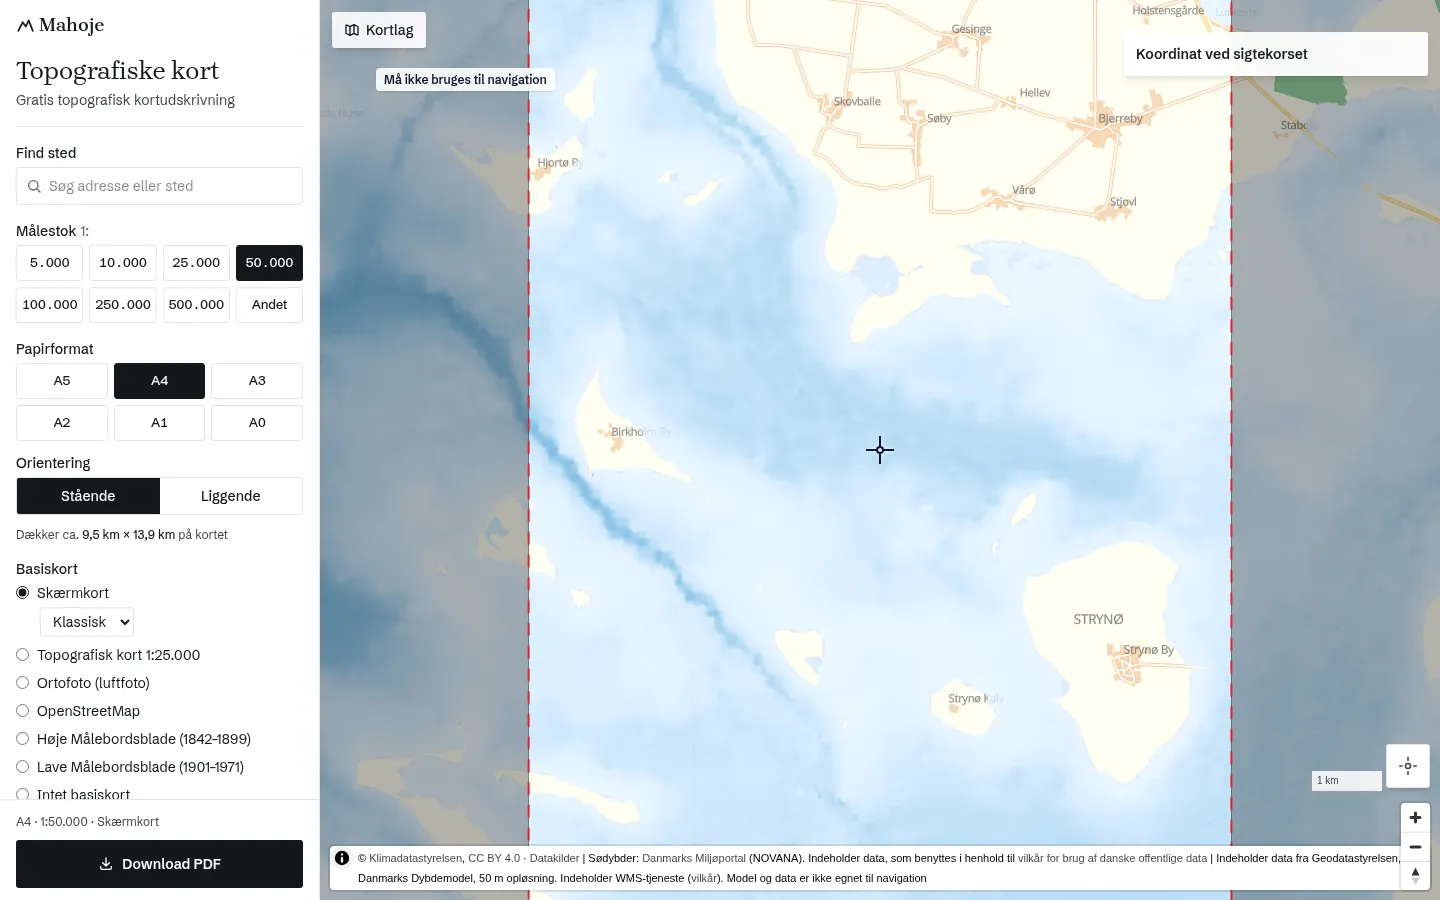 Mahoje
Topografiske kort
Gratis topografisk kortudskrivning
Find sted
Søg adresse eller sted
Målestok 1:
5.000
10.000
25.000
50.000
100.000
250.000
500.000
Andet
Papirformat
A5
A4
A3
A2
A1
A0
Orientering
Stående
Liggende
Dækker ca. 9,5 km × 13,9 km på kortet
Basiskort
Skærmkort
Klassisk
Topografisk kort 1:25.000
Ortofoto (luftfoto)
OpenStreetMap
Høje Målebordsblade (1842-1899)
Lave Målebordsblade (1901-1971)
Intet basiskort
A4 · 1:50.000 · Skærmkort
Download PDF
Kortlag
Må ikke bruges til navigation
Koordinat ved sigtekorset
Holstensgårde
Gesinge
Hellev
Skovballe
Søby
Bjerreby
Hjortø By
Vårø
Stjovl
Birkholm By
STRYNØ
Strynø By
Strynø Kalv
1 km
© Klimadatastyrelsen, CC BY 4.0 · Datakilder | Sødybder: Danmarks Miljøportal (NOVANA). Indeholder data, som benyttes i henhold til vilkår for brug af danske offentlige data | Indeholder data fra Geodatastyrelsen,
Danmarks Dybdemodel, 50 m opløsning. Indeholder WMS-tjeneste (vilkår). Model og data er ikke egnet til navigation